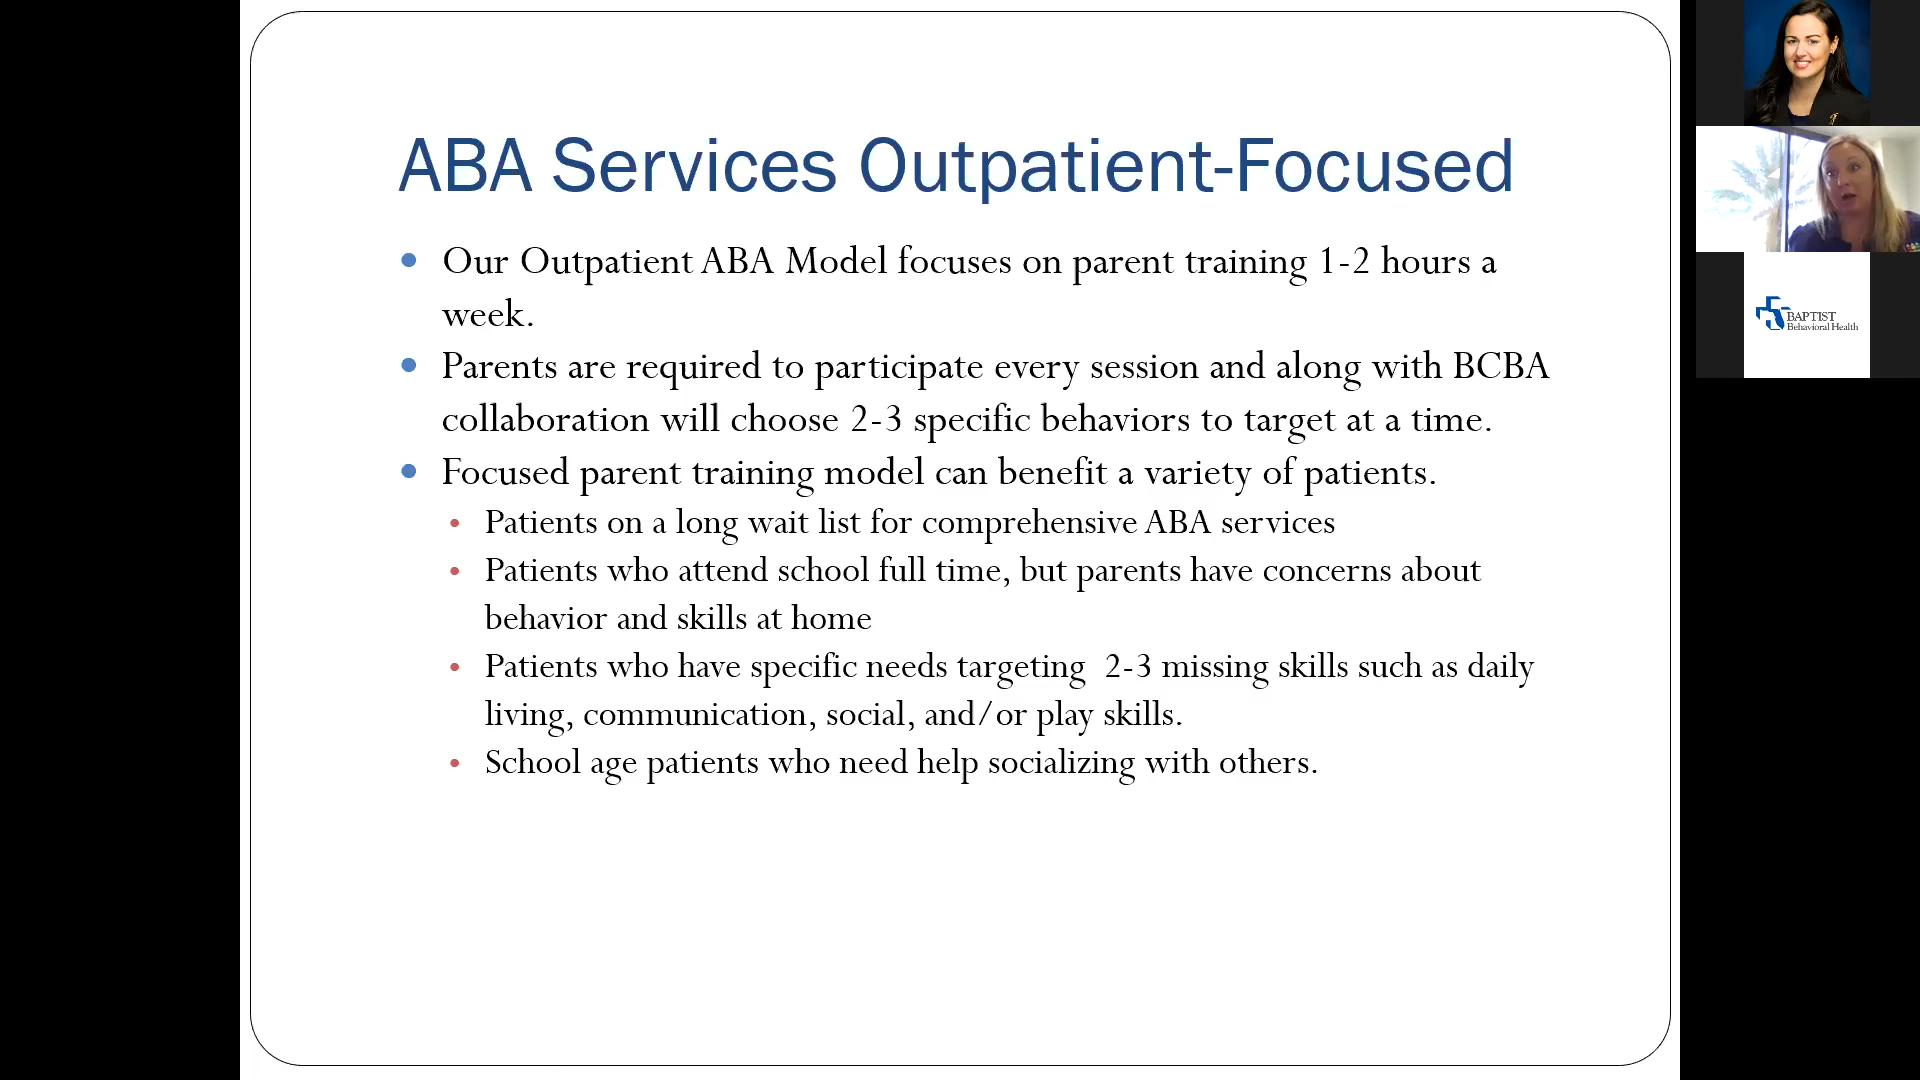 ABA Services Outpatient-Focused
• Our Outpatient ABA Model focuses on parent training 1-2 hours a
week.
• Parents are required to participate every session and along with BCBA
collaboration will choose 2-3 specific behaviors to target at a time.
• Focused parent training model can benefit a variety of patients.
• Patients on a long wait list for comprehensive ABA services
• Patients who attend school full time, but parents have concerns about
behavior and skills at home
• Patients who have specific needs targeting  2-3 missing skills such as daily
living, communication, social, and/or play skills.
• School age patients who need help socializing with others.
BAPTIST
Behavioral Health